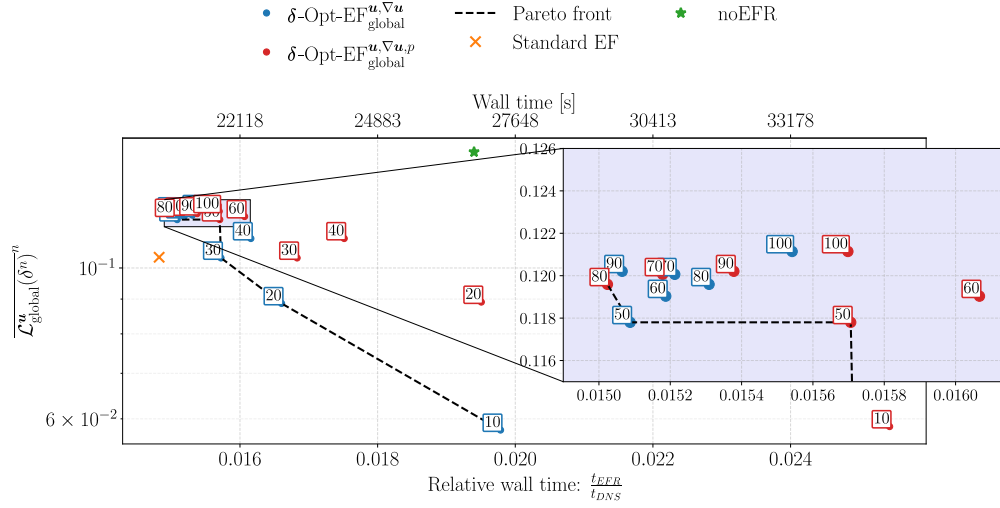 δ-Opt-EF^{u,∇u}_{global}
Pareto front
noEFR
δ-Opt-EF^{u,∇u,p}_{global}
Standard EF
Wall time [s]
22118 24883 27648 30413 33178
0.126
0.124
0.122
0.120
0.118
0.116
0.0150 0.0152 0.0154 0.0156 0.0158 0.0160
100 100
90 70 90
80 80
60 60
50 50
80 90 100
60
40 40
30 30
20 20
10 10
10^{-1}
6 × 10^{-2}
\overline{ℒ^{u}_{global}(δ^{n})}^{n}
0.016 0.018 0.020 0.022 0.024
Relative wall time: t_{EFR}/t_{DNS}